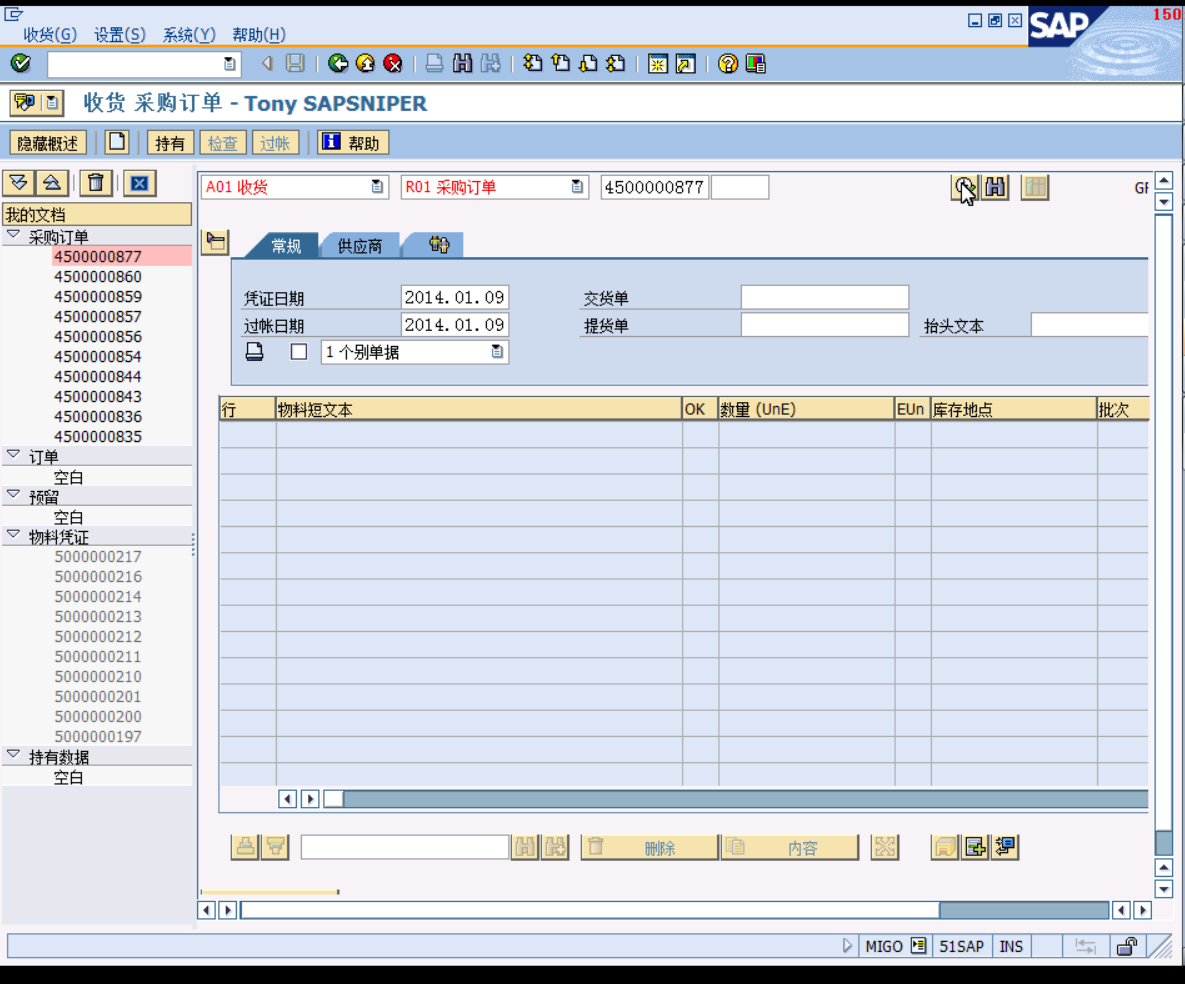 150
收货(G) 设置(S) 系统(Y) 帮助(H)
SAP
收货 采购订单 - Tony SAPSNIPER
隐藏概述 持有 检查 过帐 帮助
A01 收货 R01 采购订单 4500000877 GR
我的文档
采购订单
4500000877
4500000860
4500000859
4500000857
4500000856
4500000854
4500000844
4500000843
4500000836
4500000835
订单
空白
预留
空白
物料凭证
5000000217
5000000216
5000000214
5000000213
5000000212
5000000211
5000000210
5000000201
5000000200
5000000197
持有数据
空白
常规 供应商
凭证日期 2014.01.09 交货单
过帐日期 2014.01.09 提货单 抬头文本
1 个别单据
行 物料短文本 OK 数量 (UnE) EUn 库存地点 批次
删除 内容
MIGO 51SAP INS